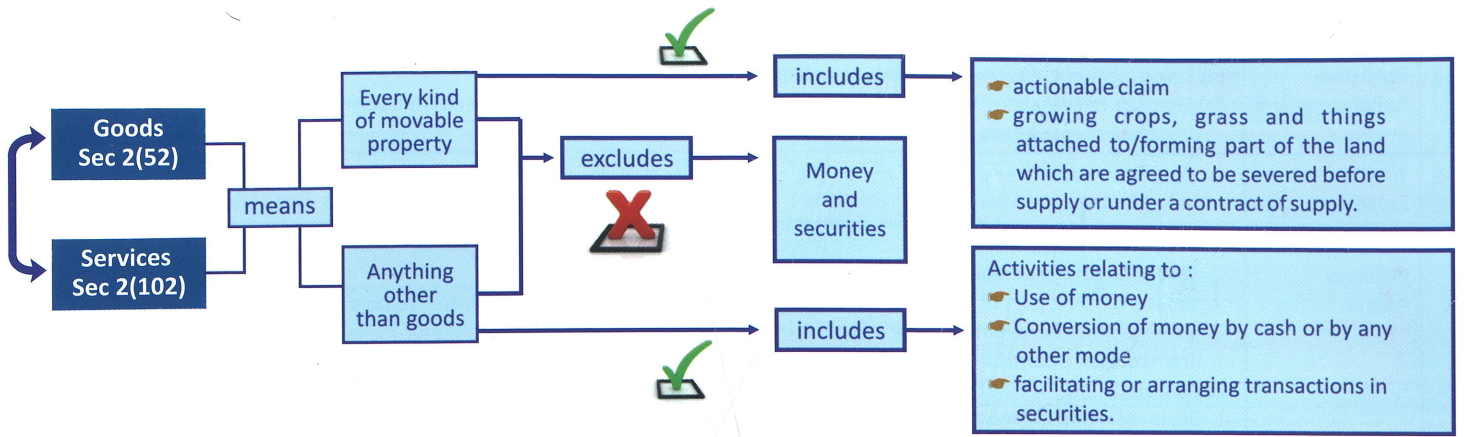 Goods
Sec 2(52)
Services
Sec 2(102)
means
Every kind
of movable
property
Anything
other
than goods
excludes
Money
and
securities
includes
actionable claim
growing crops, grass and things
attached to/forming part of the land
which are agreed to be severed before
supply or under a contract of supply.
includes
Activities relating to :
Use of money
Conversion of money by cash or by any
other mode
facilitating or arranging transactions in
securities.